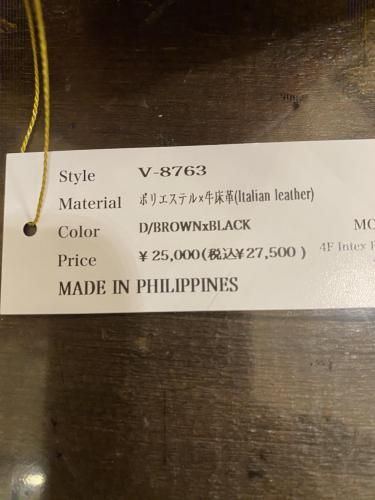 Style V-8763
Material ポリエステル×牛床革(Italian leather)
Color D/BROWNxBLACK
Price ¥25,000(税込¥27,500)
MADE IN PHILIPPINES
MO
4F Intex